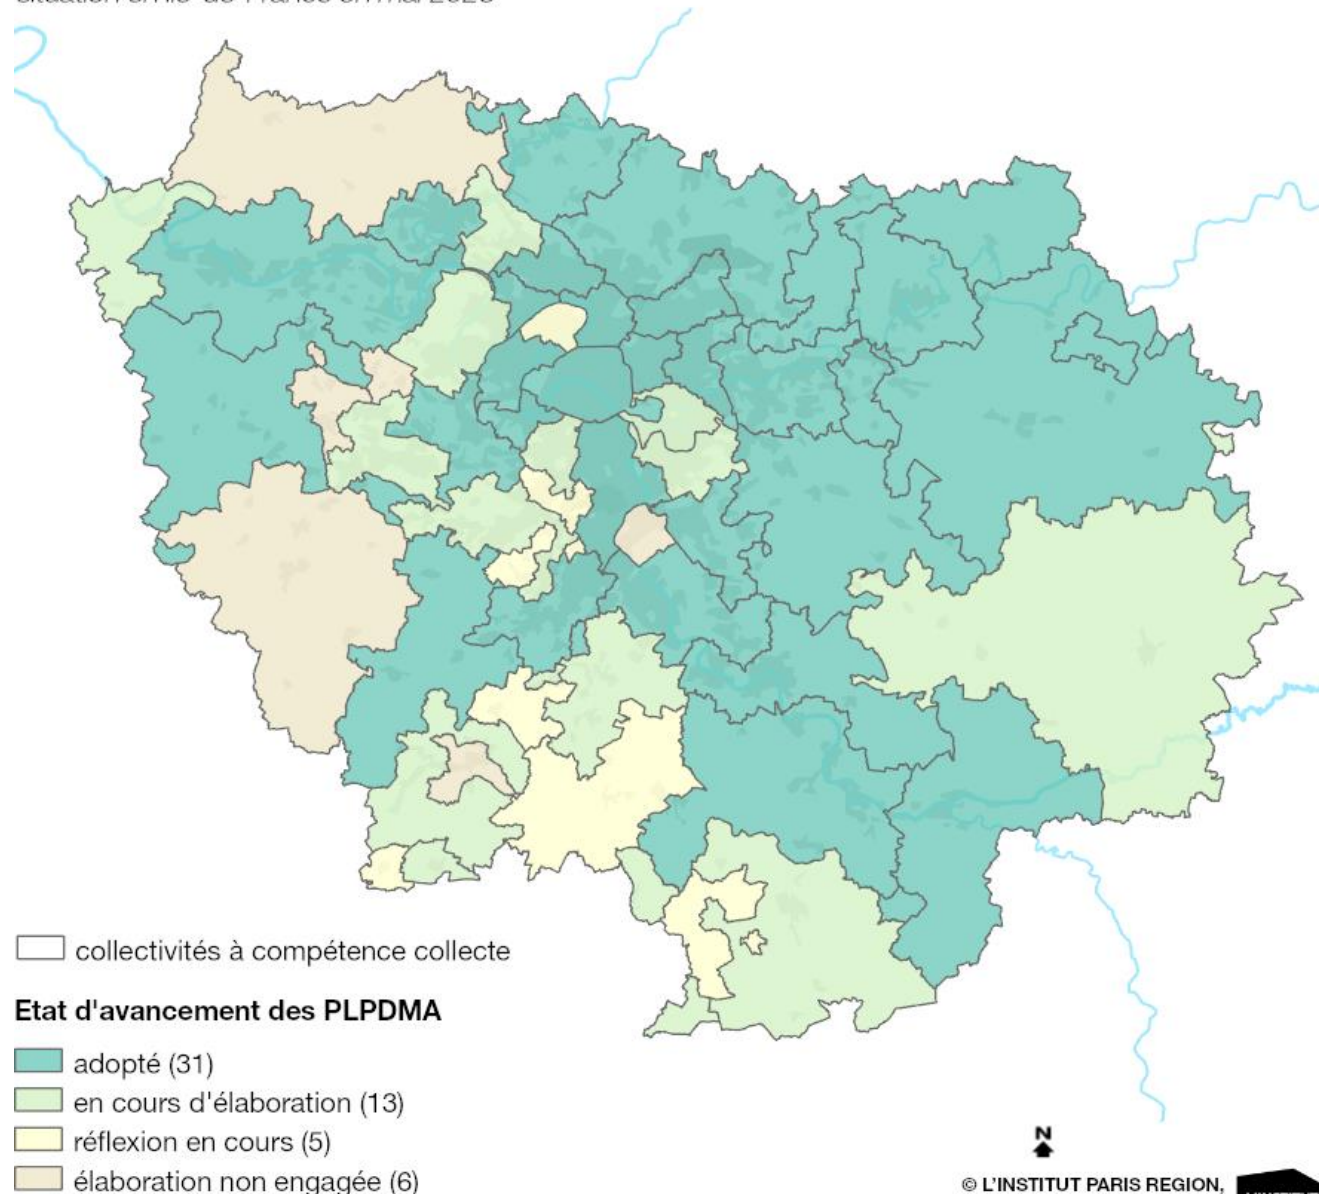 collectivités à compétence collecte
Etat d'avancement des PLPDMA
adopté (31)
en cours d'élaboration (13)
réflexion en cours (5)
élaboration non engagée (6)
N
© L'INSTITUT PARIS REGION,